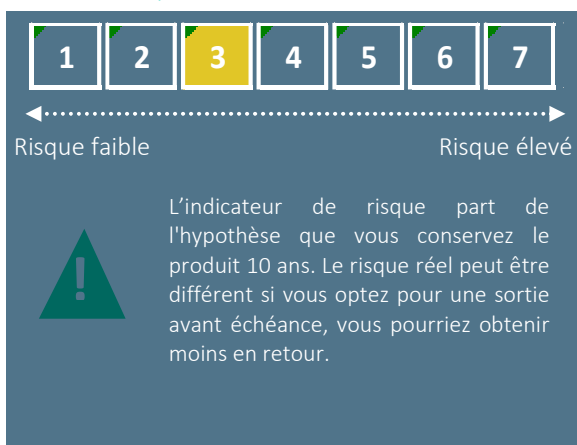 1 2 3 4 5 6 7
Risque faible Risque élevé
L’indicateur de risque part de
l'hypothèse que vous conservez le
produit 10 ans. Le risque réel peut être
différent si vous optez pour une sortie
avant échéance, vous pourriez obtenir
moins en retour.
!